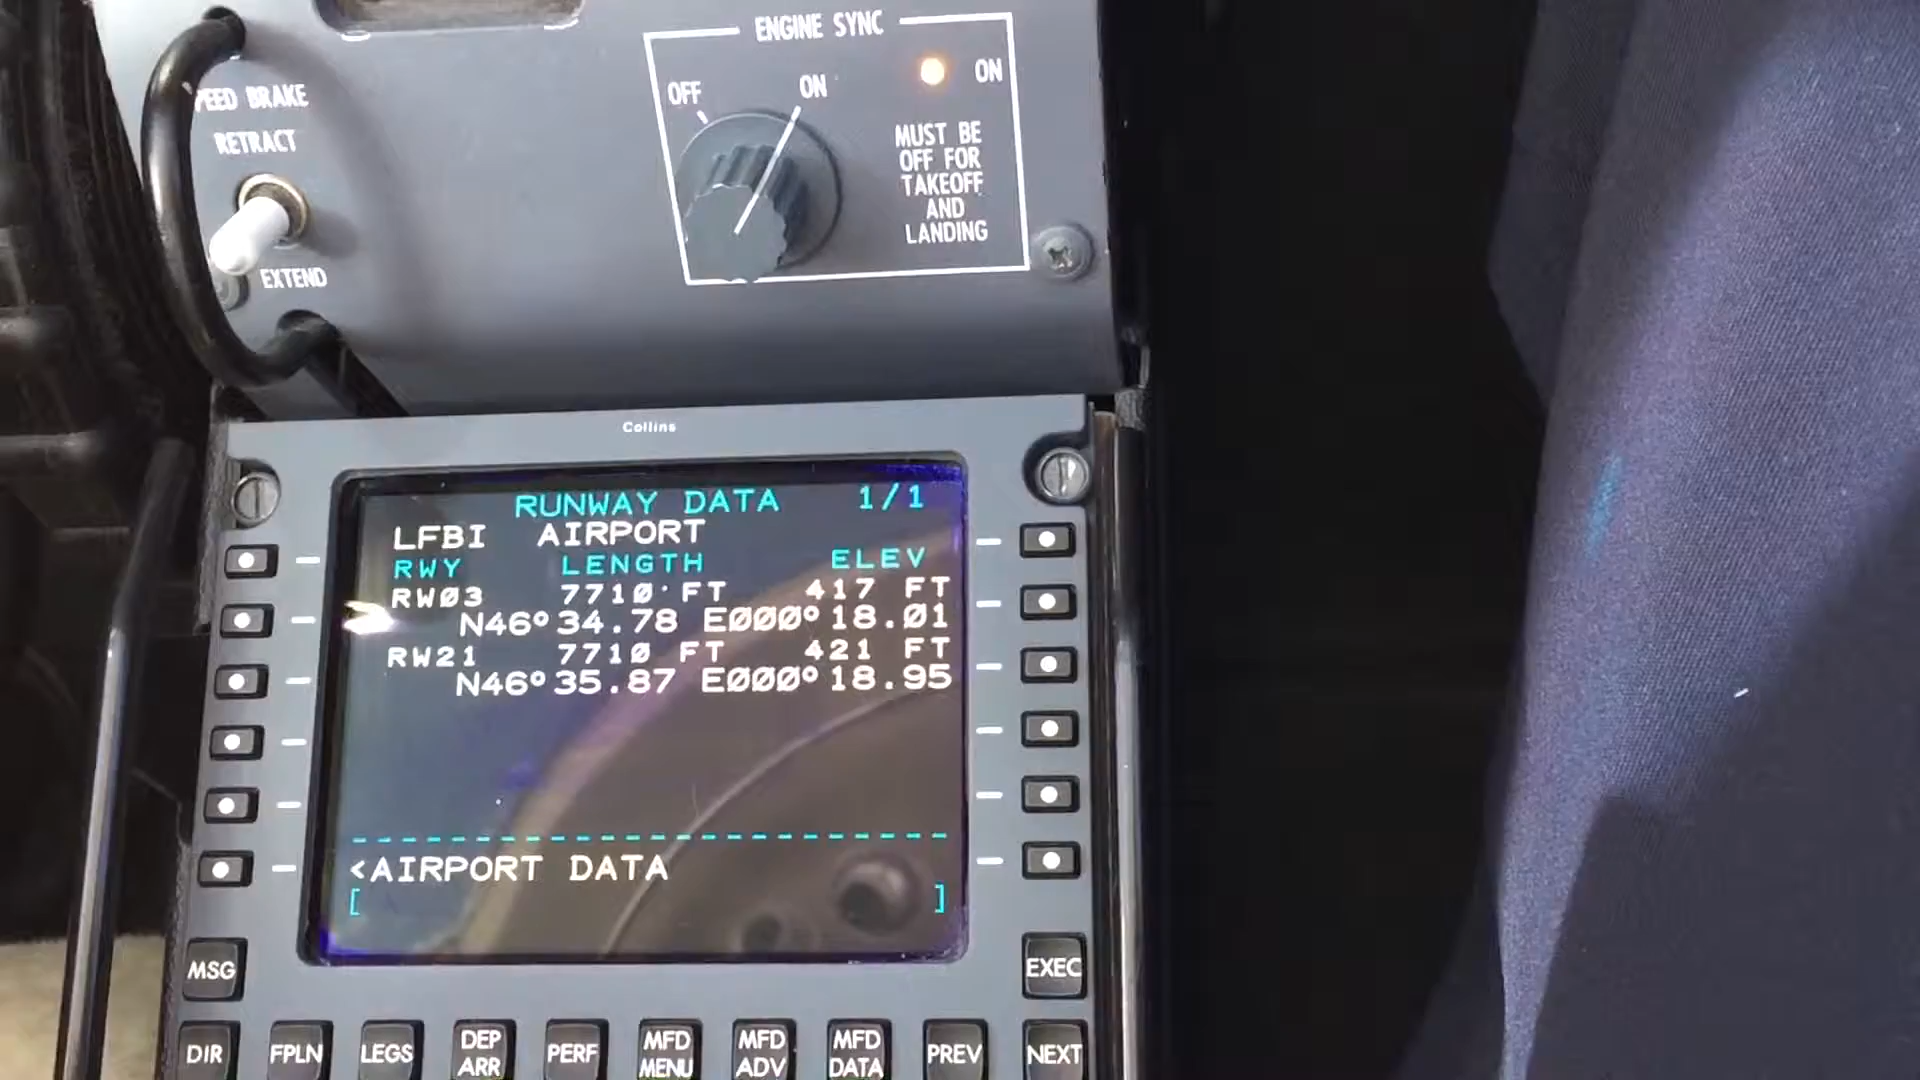 ENGINE SYNC
OFF
ON
ON
MUST BE
OFF FOR
TAKEOFF
AND
LANDING
PEED BRAKE
RETRACT
EXTEND
Collins
RUNWAY DATA 1/1
LFBI AIRPORT
RWY LENGTH ELEV
RW03 7710 FT 417 FT
N46°34.78 E000°18.01
RW21 7710 FT 421 FT
N46°35.87 E000°18.95
<AIRPORT DATA
[ ]
MSG
EXEC
DIR
FPLN
LEGS
DEP
ARR
PERF
MFD
MENU
MFD
ADV
MFD
DATA
PREV
NEXT